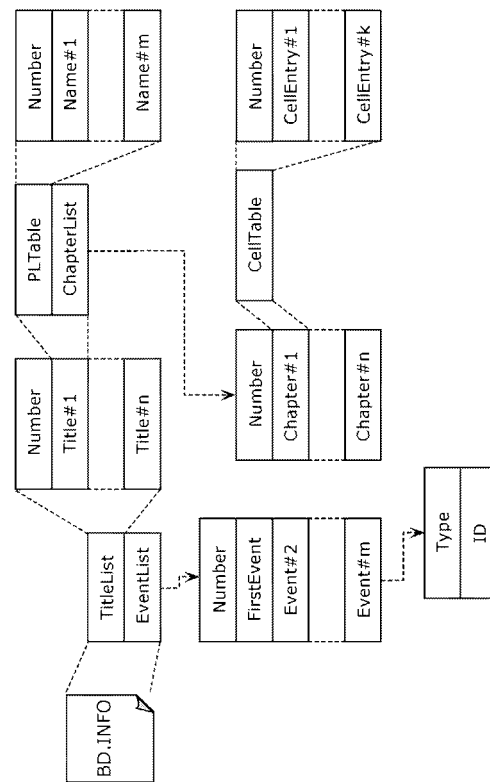 BD.INFO
TitleList
EventList
Number
Title#1
Title#n
PLTable
ChapterList
Number
Name#1
Name#m
Number
FirstEvent
Event#2
Event#m
Type
ID
Number
Chapter#1
Chapter#n
CellTable
Number
CellEntry#1
CellEntry#k